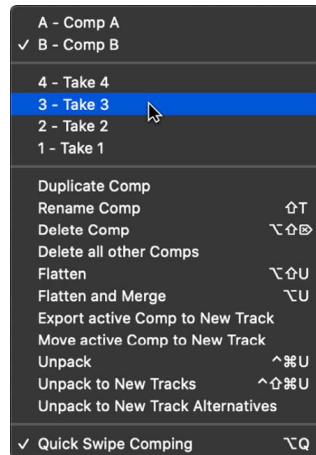 A - Comp A
✓ B - Comp B
4 - Take 4
3 - Take 3
2 - Take 2
1 - Take 1
Duplicate Comp
Rename Comp ⇧T
Delete Comp ⌥⇧⌦
Delete all other Comps
Flatten ⌥⇧U
Flatten and Merge ⌥U
Export active Comp to New Track
Move active Comp to New Track
Unpack ^⌘U
Unpack to New Tracks ^⇧⌘U
Unpack to New Track Alternatives
✓ Quick Swipe Comping ⌥Q